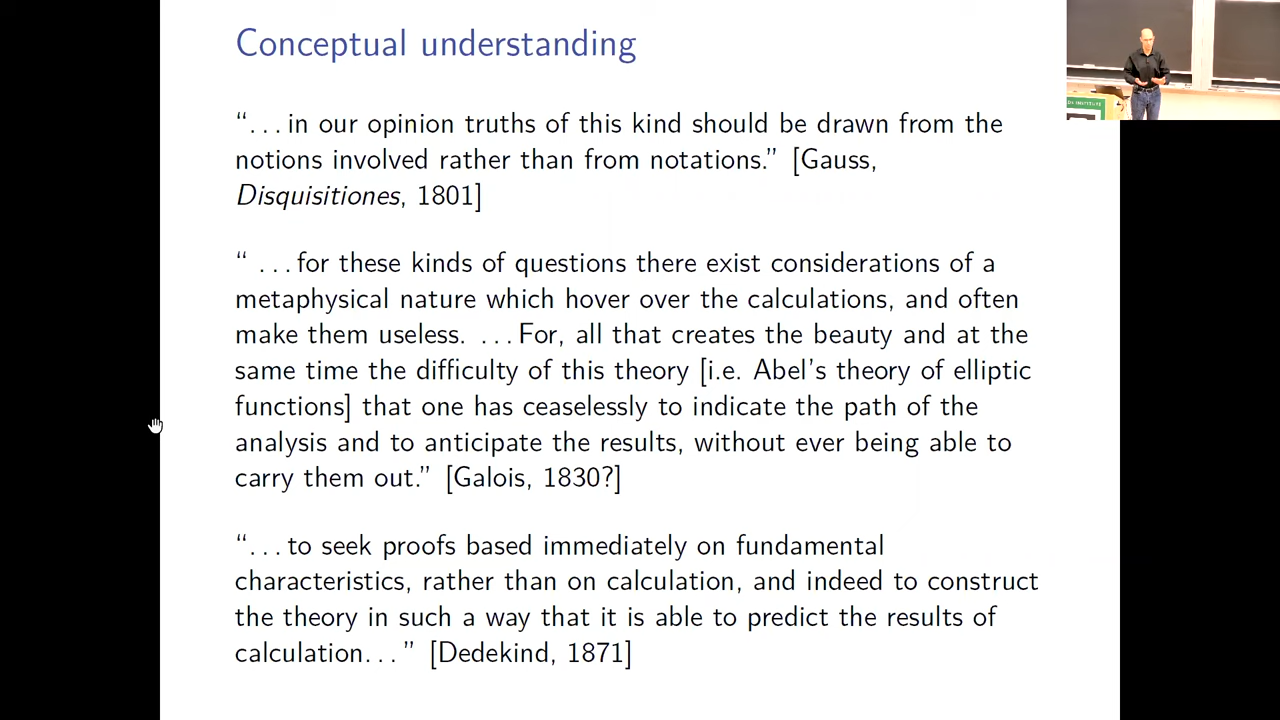 Conceptual understanding
“. . . in our opinion truths of this kind should be drawn from the
notions involved rather than from notations.” [Gauss,
Disquisitiones, 1801]
“ . . . for these kinds of questions there exist considerations of a
metaphysical nature which hover over the calculations, and often
make them useless. . . . For, all that creates the beauty and at the
same time the difficulty of this theory [i.e. Abel’s theory of elliptic
functions] that one has ceaselessly to indicate the path of the
analysis and to anticipate the results, without ever being able to
carry them out.” [Galois, 1830?]
“. . . to seek proofs based immediately on fundamental
characteristics, rather than on calculation, and indeed to construct
the theory in such a way that it is able to predict the results of
calculation. . . ” [Dedekind, 1871]
INSTITUTE